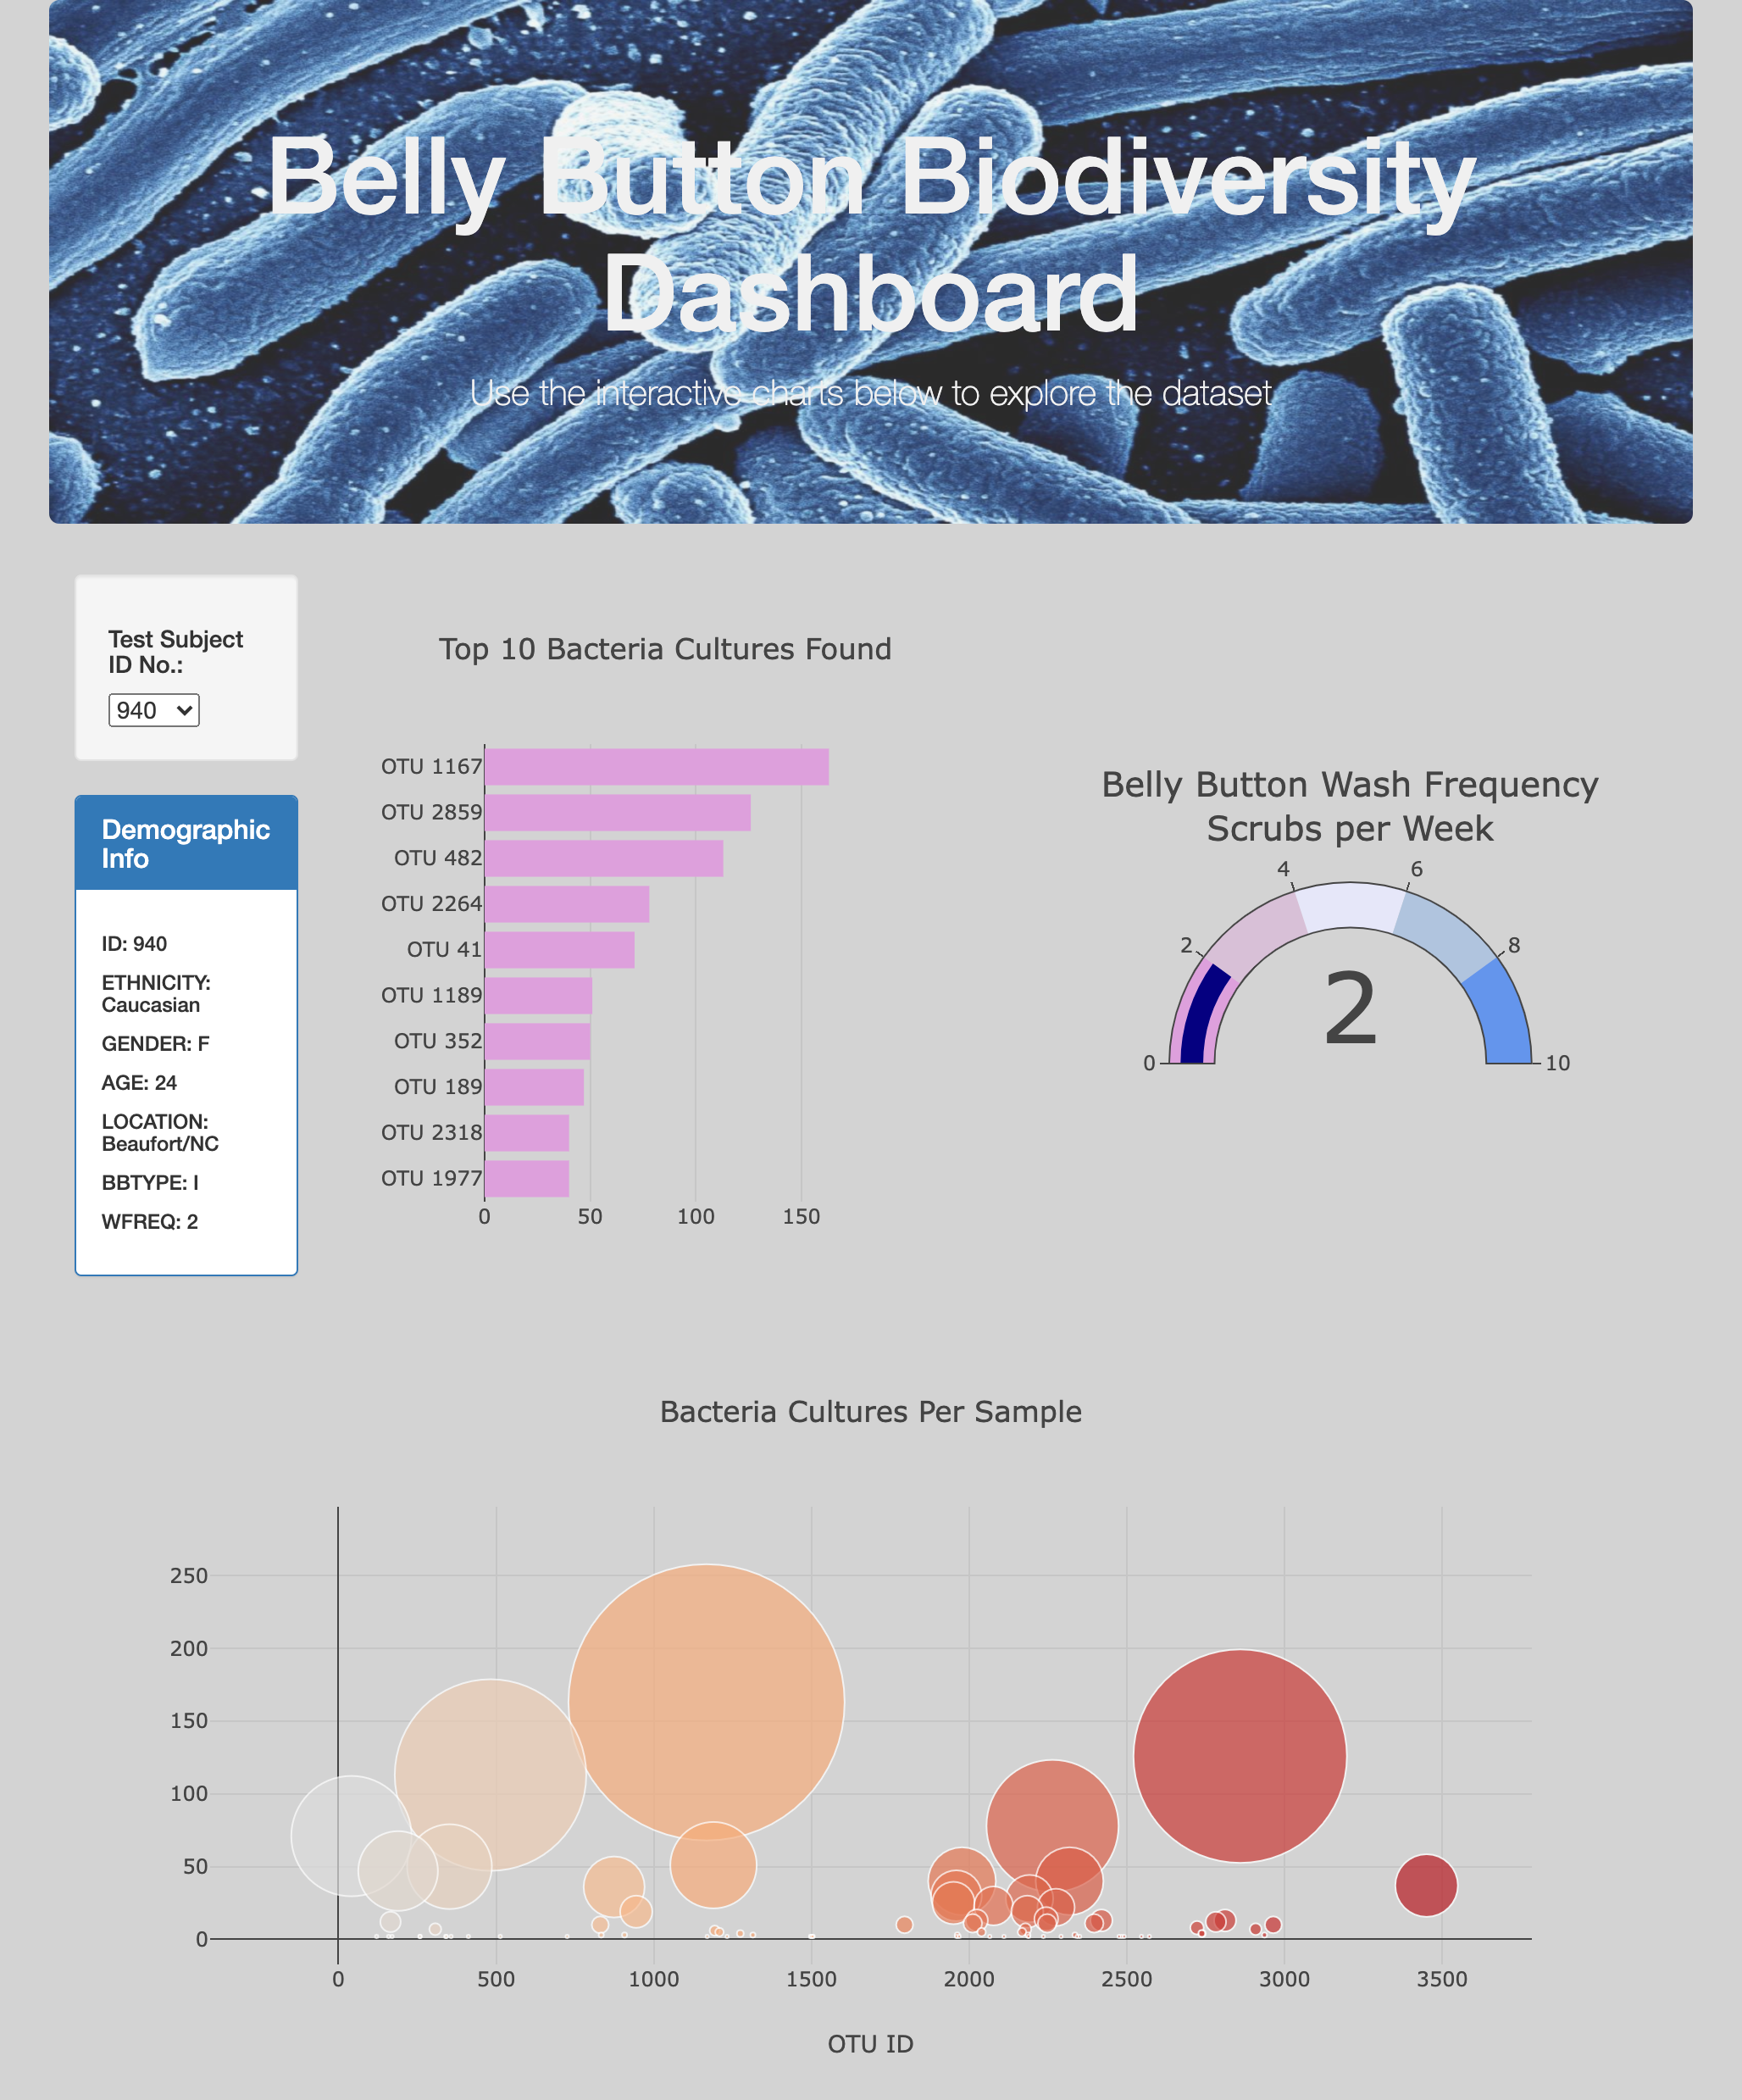 Belly Button Biodiversity
Dashboard
Use the interactive charts below to explore the dataset
Test Subject
ID No.:
940
Demographic
Info
ID: 940
ETHNICITY:
Caucasian
GENDER: F
AGE: 24
LOCATION:
Beaufort/NC
BBTYPE: I
WFREQ: 2
Top 10 Bacteria Cultures Found
OTU 1167
OTU 2859
OTU 482
OTU 2264
OTU 41
OTU 1189
OTU 352
OTU 189
OTU 2318
OTU 1977
0 50 100 150
Belly Button Wash Frequency
Scrubs per Week
4 6
2 8
2
0 10
Bacteria Cultures Per Sample
250
200
150
100
50
0
0 500 1000 1500 2000 2500 3000 3500
OTU ID